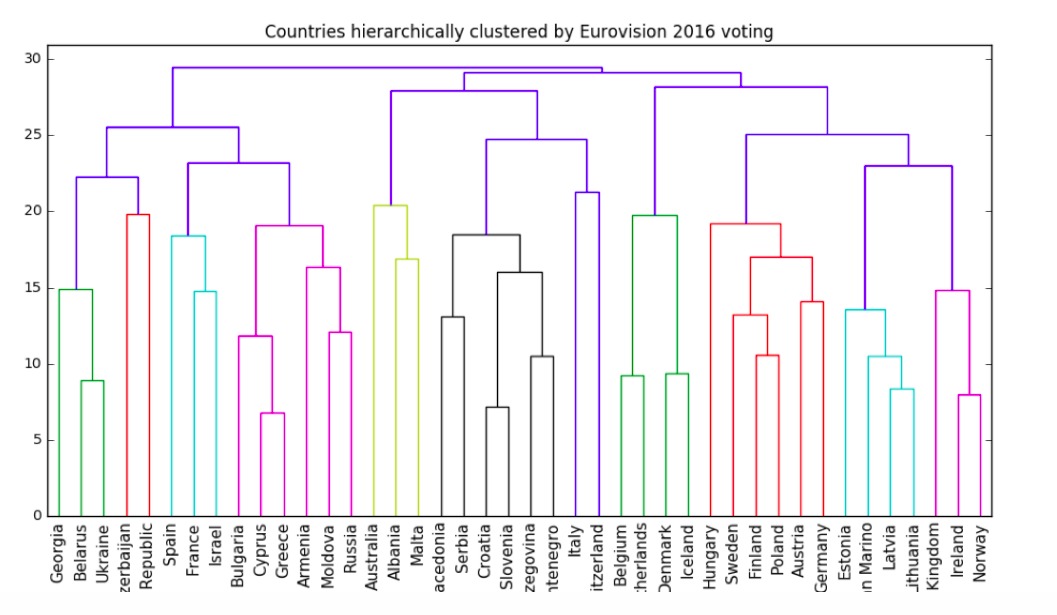 Countries hierarchically clustered by Eurovision 2016 voting
30
25
20
15
10
5
0
Georgia
Belarus
Ukraine
zerbaijan
Republic
Spain
France
Israel
Bulgaria
Cyprus
Greece
Armenia
Moldova
Russia
Australia
Albania
Malta
acedonia
Serbia
Croatia
Slovenia
zegovina
ntenegro
Italy
itzerland
Belgium
therlands
Denmark
Iceland
Hungary
Sweden
Finland
Poland
Austria
Germany
Estonia
n Marino
Latvia
ithuania
Kingdom
Ireland
Norway